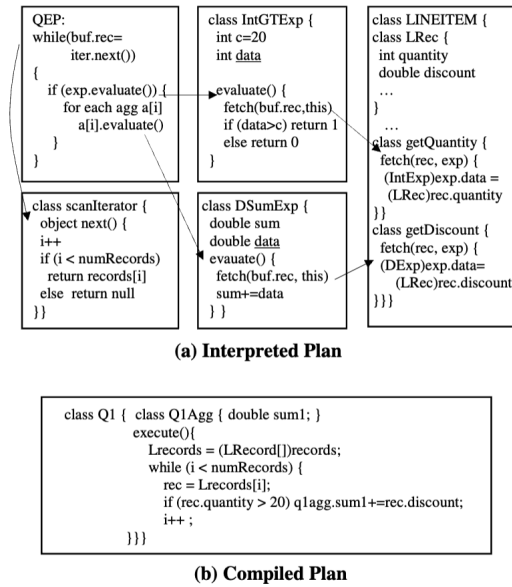 QEP:
while(buf.rec=
iter.next())
{
if (exp.evaluate()) {
for each agg a[i]
a[i].evaluate()
}
}
class IntGTExp {
int c=20
int data
evaluate() {
fetch(buf.rec,this)
if (data>c) return 1
else return 0
}
class LINEITEM {
class LRec {
int quantity
double discount
...
}
...
class getQuantity {
fetch(rec, exp) {
(IntExp)exp.data =
(LRec)rec.quantity
}}
class getDiscount {
fetch(rec, exp) {
(DExp)exp.data=
(LRec)rec.discount
}}}
class scanIterator {
object next() {
i++
if (i < numRecords)
return records[i]
else return null
}}
class DSumExp {
double sum
double data
evauate() {
fetch(buf.rec, this)
sum+=data
} }
(a) Interpreted Plan
class Q1 { class Q1Agg { double sum1; }
execute(){
Lrecords = (LRecord[])records;
while (i < numRecords) {
rec = Lrecords[i];
if (rec.quantity > 20) q1agg.sum1+=rec.discount;
i++ ;
}}}
(b) Compiled Plan